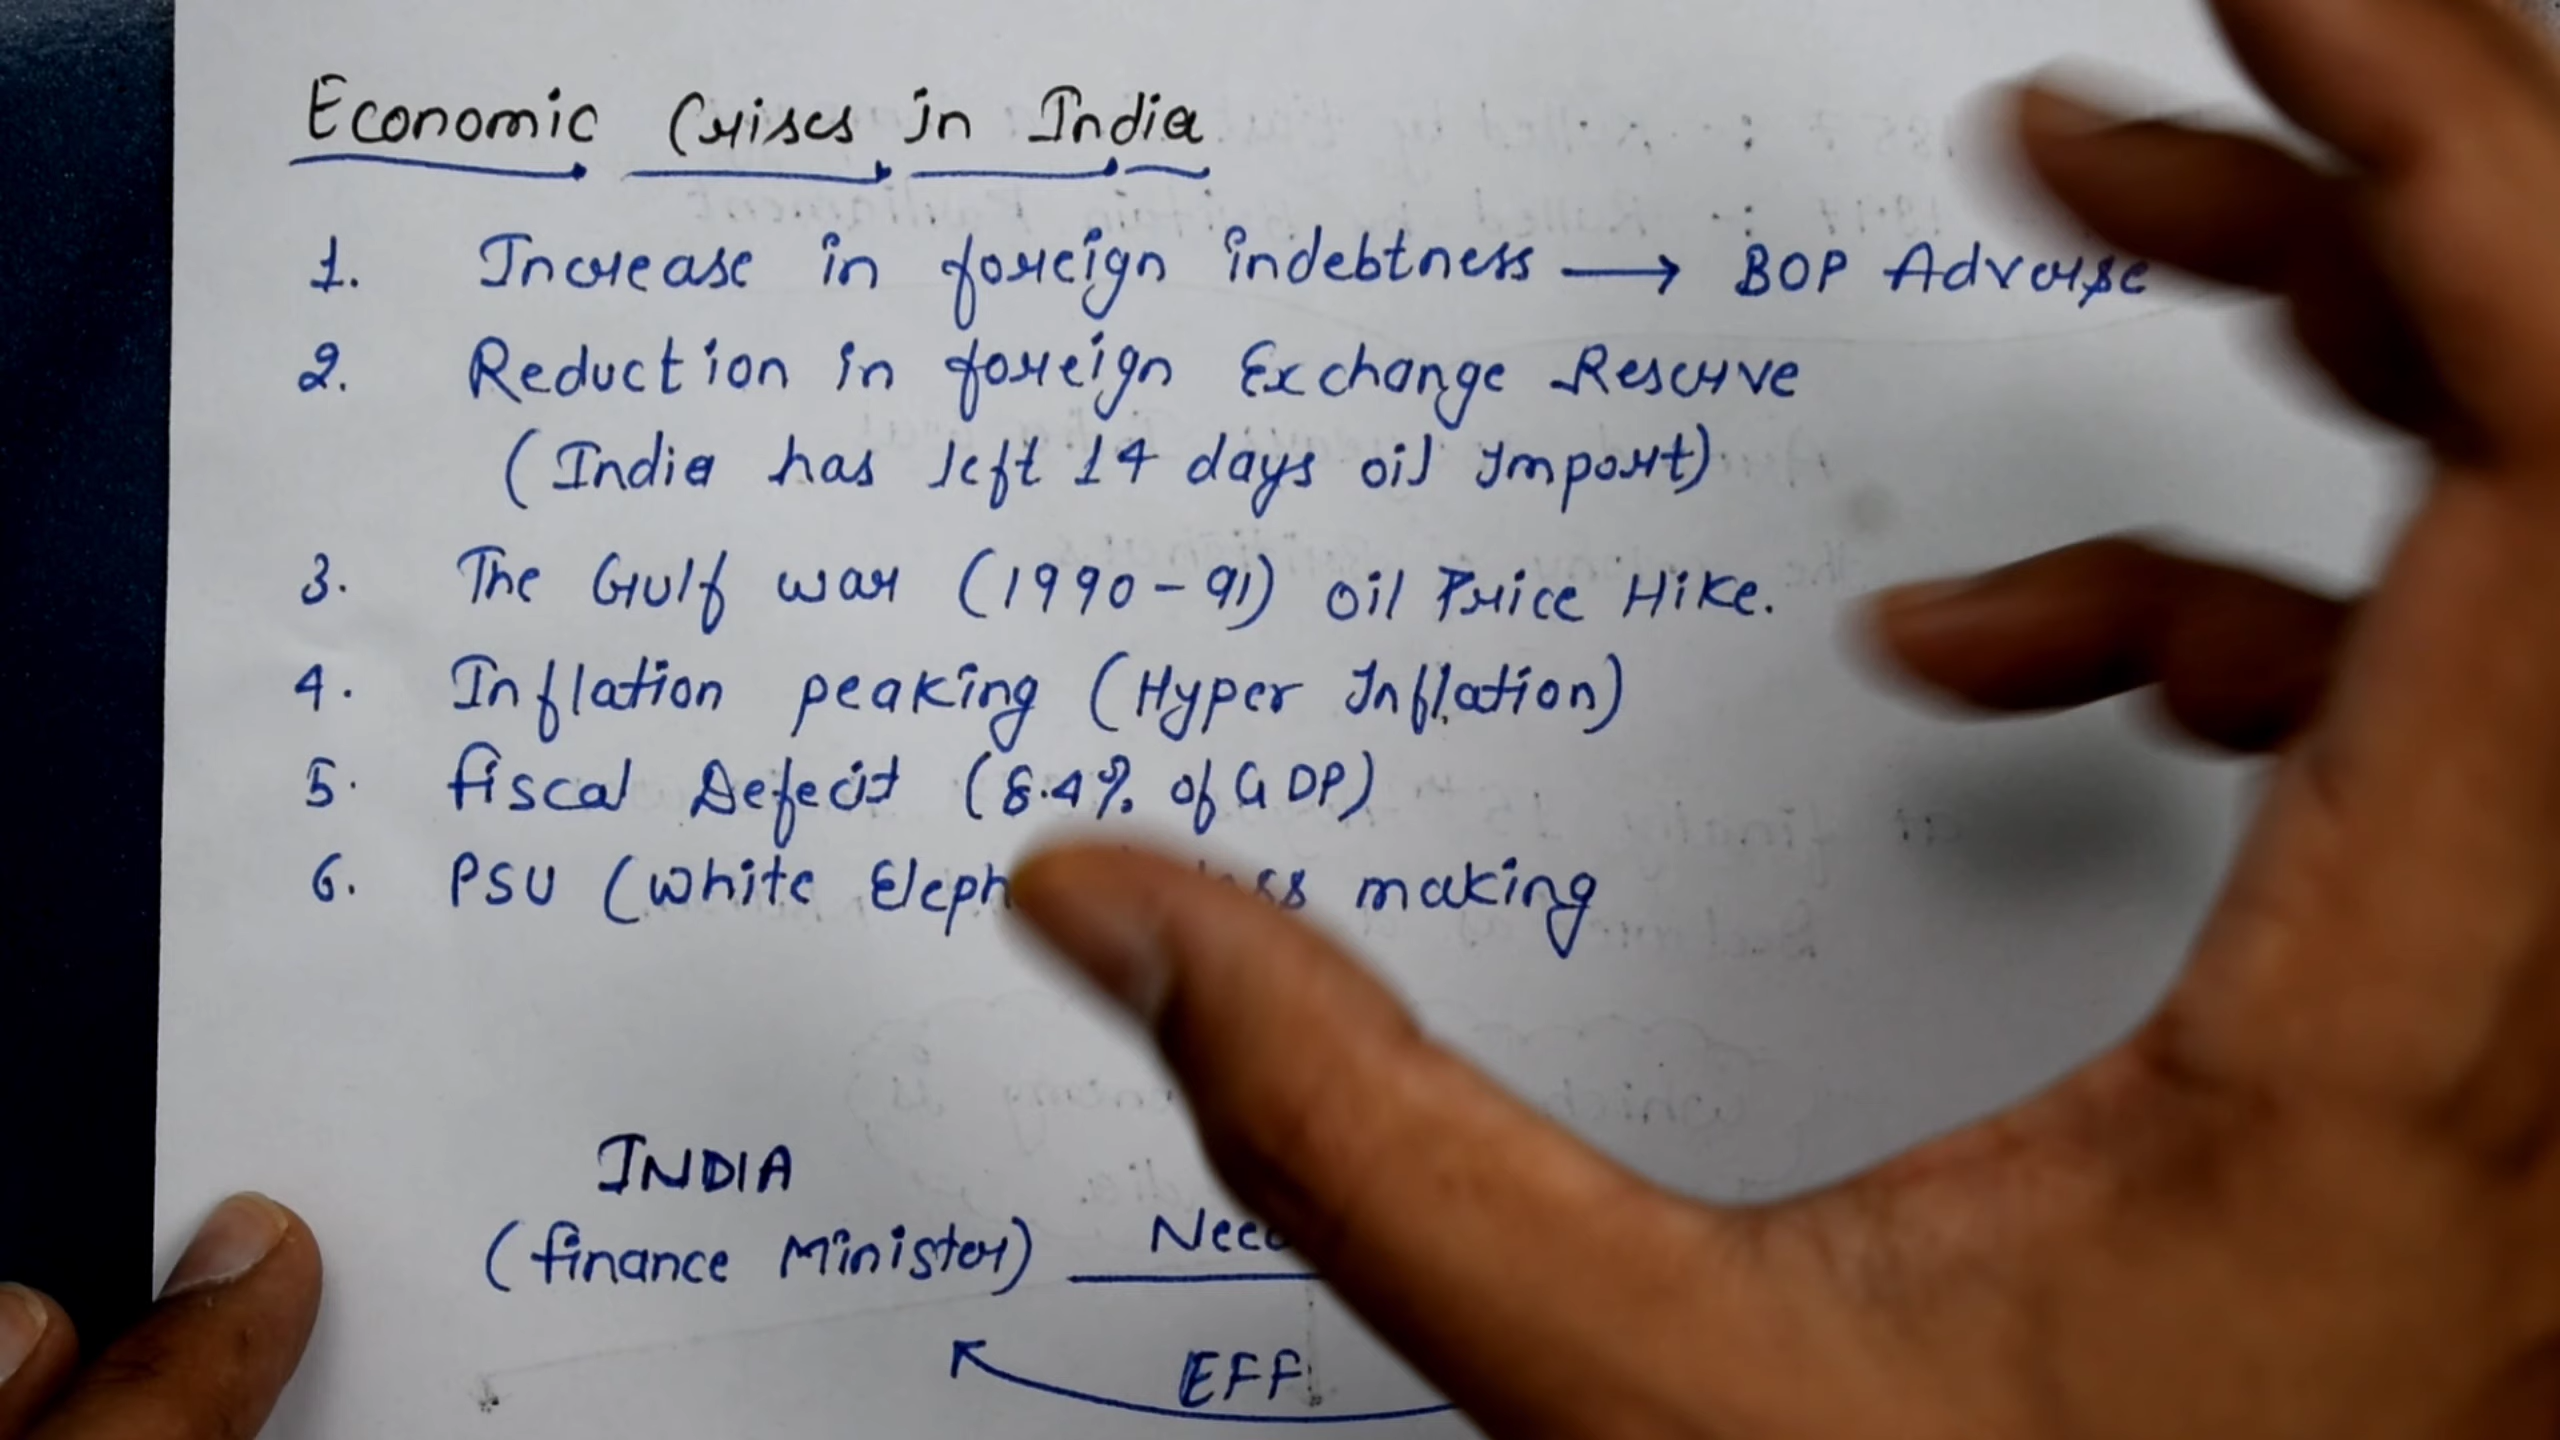 Economic Crises in India
1. Increase in foreign indebtness → BOP Adverse
2. Reduction in foreign Exchange Reserve
(India has left 14 days oil Import)
3. The Gulf war (1990-91) oil Price Hike.
4. Inflation peaking (Hyper Inflation)
5. fiscal Defecit (8.4% of GDP)
6. PSU (white making
INDIA
(finance Minister)
EFF